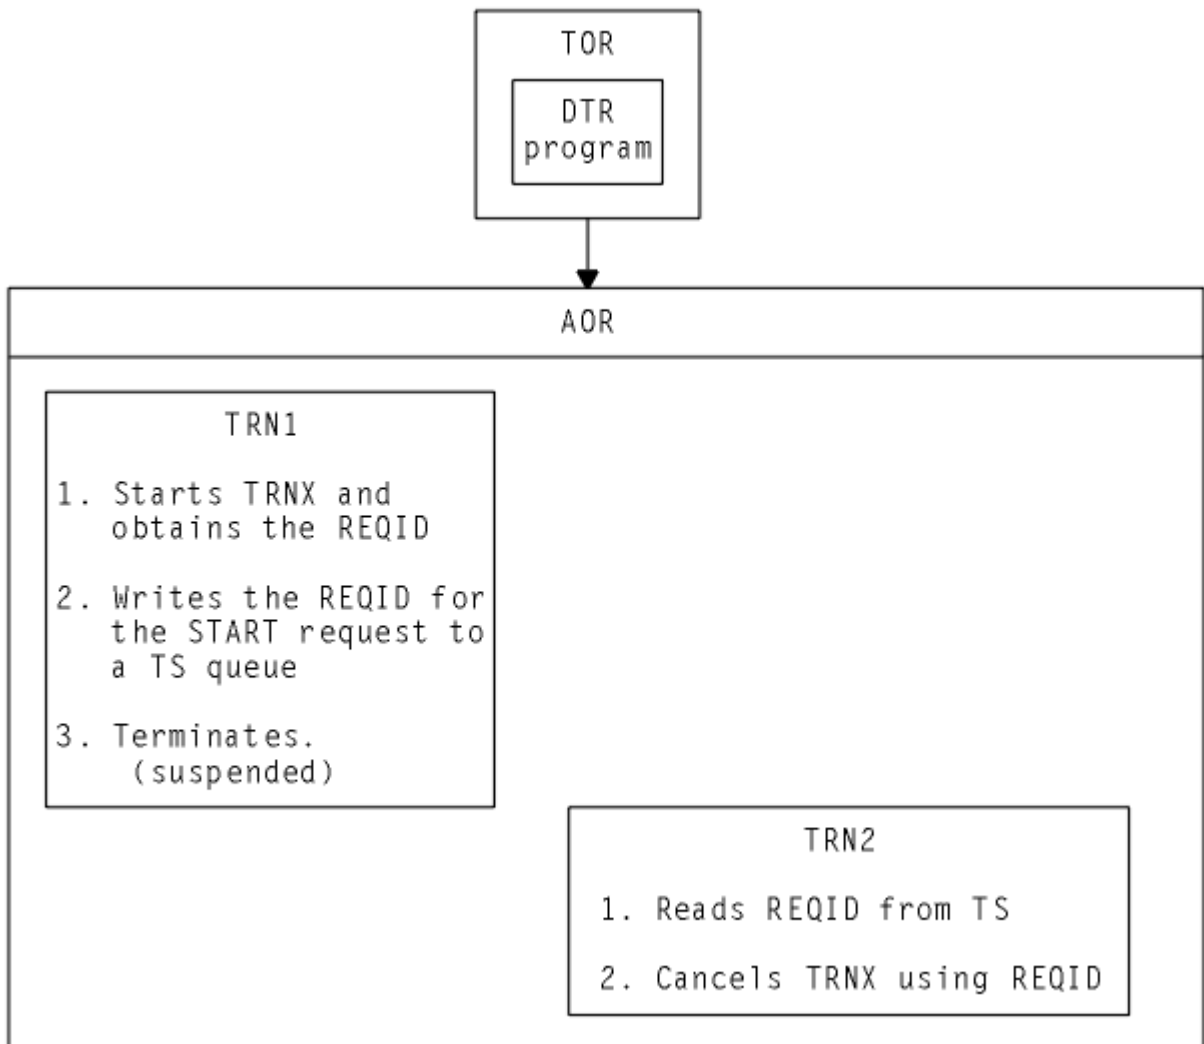 TOR
DTR
program
AOR
TRN1
1. Starts TRNX and
obtains the REQID
2. Writes the REQID for
the START request to
a TS queue
3. Terminates.
(suspended)
TRN2
1. Reads REQID from TS
2. Cancels TRNX using REQID